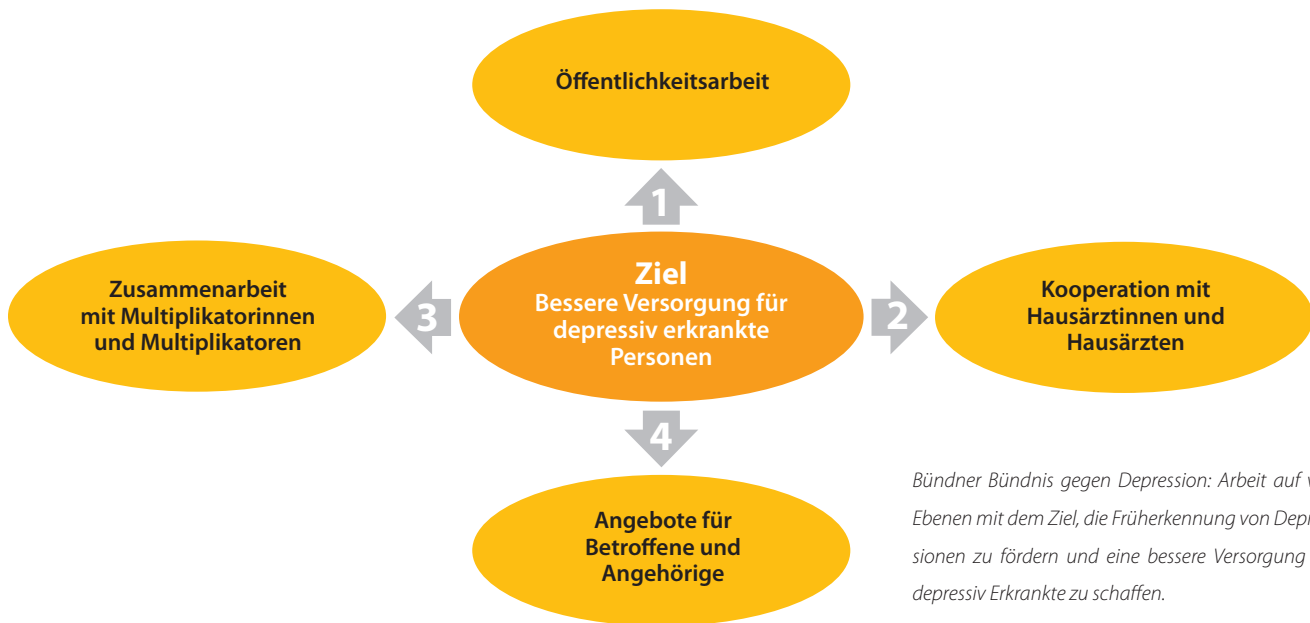 Öffentlichkeitsarbeit
1
Ziel
Bessere Versorgung für
depressiv erkrankte
Personen
2
Kooperation mit
Hausärztinnen und
Hausärzten
3
Zusammenarbeit
mit Multiplikatorinnen
und Multiplikatoren
4
Angebote für
Betroffene und
Angehörige
Bündner Bündnis gegen Depression: Arbeit auf
Ebenen mit dem Ziel, die Früherkennung von
sionen zu fördern und eine bessere Versorgung
depressiv Erkrankte zu schaffen.